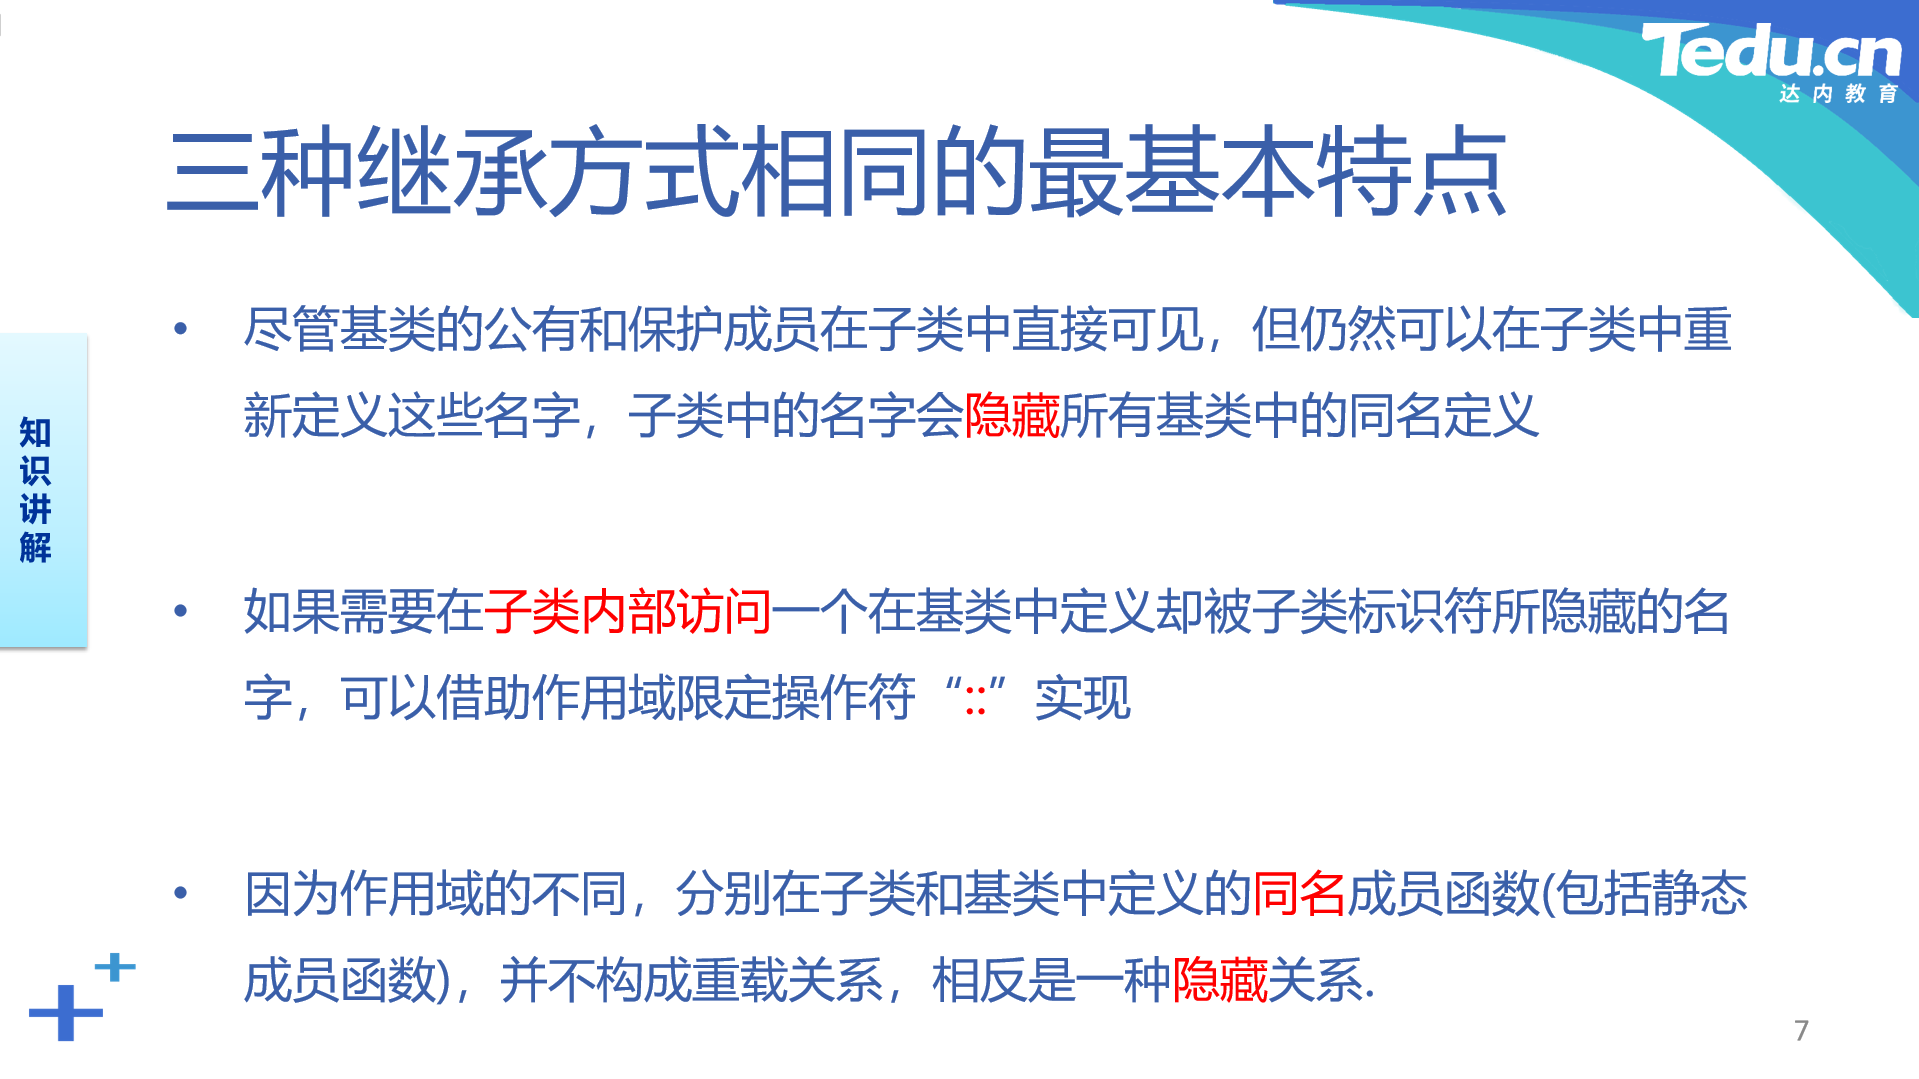 Tedu.cn
达内教育
三种继承方式相同的最基本特点
• 尽管基类的公有和保护成员在子类中直接可见，但仍然可以在子类中重
新定义这些名字，子类中的名字会隐藏所有基类中的同名定义
知
识
讲
解
• 如果需要在子类内部访问一个在基类中定义却被子类标识符所隐藏的名
字，可以借助作用域限定操作符“::”实现
• 因为作用域的不同，分别在子类和基类中定义的同名成员函数(包括静态
成员函数)，并不构成重载关系，相反是一种隐藏关系.
7